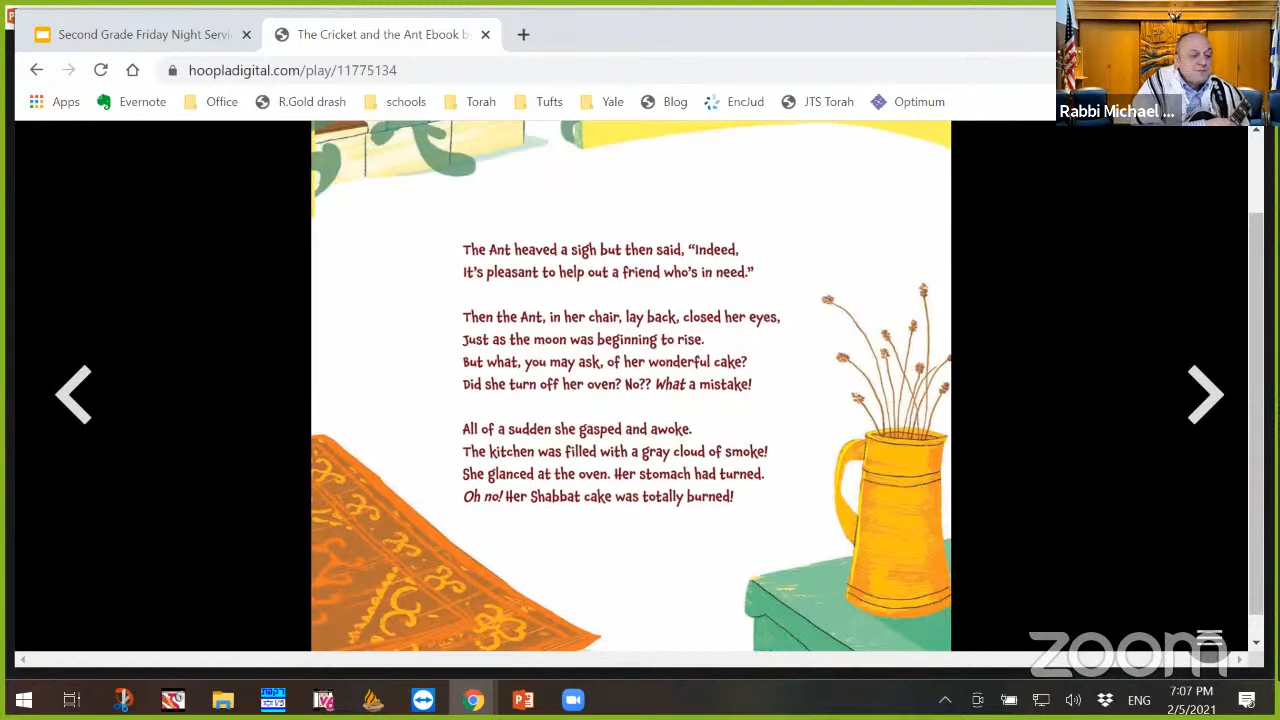 Second Grade Friday Night Servi
The Cricket and the Ant Ebook b
hoopladigital.com/play/11775134
Apps
Evernote
Office
R.Gold drash
schools
Torah
Tufts
Yale
Blog
EncJud
JTS Torah
Optimum
Rabbi Michael ...
The Ant heaved a sigh but then said, “Indeed,
It’s pleasant to help out a friend who’s in need.”
Then the Ant, in her chair, lay back, closed her eyes,
Just as the moon was beginning to rise.
But what, you may ask, of her wonderful cake?
Did she turn off her oven? No?? What a mistake!
All of a sudden she gasped and awoke.
The kitchen was filled with a gray cloud of smoke!
She glanced at the oven. Her stomach had turned.
Oh no! Her Shabbat cake was totally burned!
zoom
ENG
7:07 PM
2/5/2021